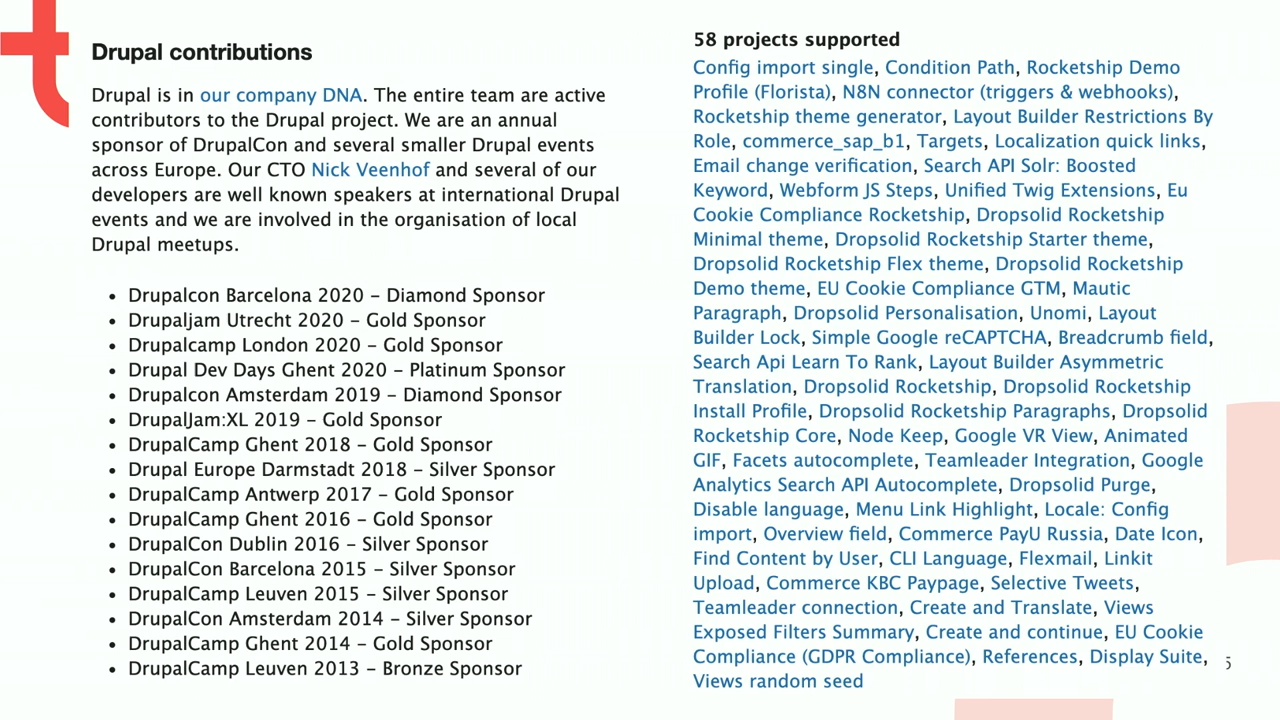 Drupal contributions
Drupal is in our company DNA. The entire team are active
contributors to the Drupal project. We are an annual
sponsor of DrupalCon and several smaller Drupal events
across Europe. Our CTO Nick Veenhof and several of our
developers are well known speakers at international Drupal
events and we are involved in the organisation of local
Drupal meetups.
• Drupalcon Barcelona 2020 – Diamond Sponsor
• Drupaljam Utrecht 2020 – Gold Sponsor
• Drupalcamp London 2020 – Gold Sponsor
• Drupal Dev Days Ghent 2020 – Platinum Sponsor
• Drupalcon Amsterdam 2019 – Diamond Sponsor
• DrupalJam:XL 2019 – Gold Sponsor
• DrupalCamp Ghent 2018 – Gold Sponsor
• Drupal Europe Darmstadt 2018 – Silver Sponsor
• DrupalCamp Antwerp 2017 – Gold Sponsor
• DrupalCamp Ghent 2016 – Gold Sponsor
• DrupalCon Dublin 2016 – Silver Sponsor
• DrupalCon Barcelona 2015 – Silver Sponsor
• DrupalCamp Leuven 2015 – Silver Sponsor
• DrupalCon Amsterdam 2014 – Silver Sponsor
• DrupalCamp Ghent 2014 – Gold Sponsor
• DrupalCamp Leuven 2013 – Bronze Sponsor
58 projects supported
Config import single, Condition Path, Rocketship Demo
Profile (Florista), N8N connector (triggers & webhooks),
Rocketship theme generator, Layout Builder Restrictions By
Role, commerce_sap_b1, Targets, Localization quick links,
Email change verification, Search API Solr: Boosted
Keyword, Webform JS Steps, Unified Twig Extensions, Eu
Cookie Compliance Rocketship, Dropsolid Rocketship
Minimal theme, Dropsolid Rocketship Starter theme,
Dropsolid Rocketship Flex theme, Dropsolid Rocketship
Demo theme, EU Cookie Compliance GTM, Mautic
Paragraph, Dropsolid Personalisation, Unomi, Layout
Builder Lock, Simple Google reCAPTCHA, Breadcrumb field,
Search Api Learn To Rank, Layout Builder Asymmetric
Translation, Dropsolid Rocketship, Dropsolid Rocketship
Install Profile, Dropsolid Rocketship Paragraphs, Dropsolid
Rocketship Core, Node Keep, Google VR View, Animated
GIF, Facets autocomplete, Teamleader Integration, Google
Analytics Search API Autocomplete, Dropsolid Purge,
Disable language, Menu Link Highlight, Locale: Config
import, Overview field, Commerce PayU Russia, Date Icon,
Find Content by User, CLI Language, Flexmail, Linkit
Upload, Commerce KBC Paypage, Selective Tweets,
Teamleader connection, Create and Translate, Views
Exposed Filters Summary, Create and continue, EU Cookie
Compliance (GDPR Compliance), References, Display Suite,
Views random seed